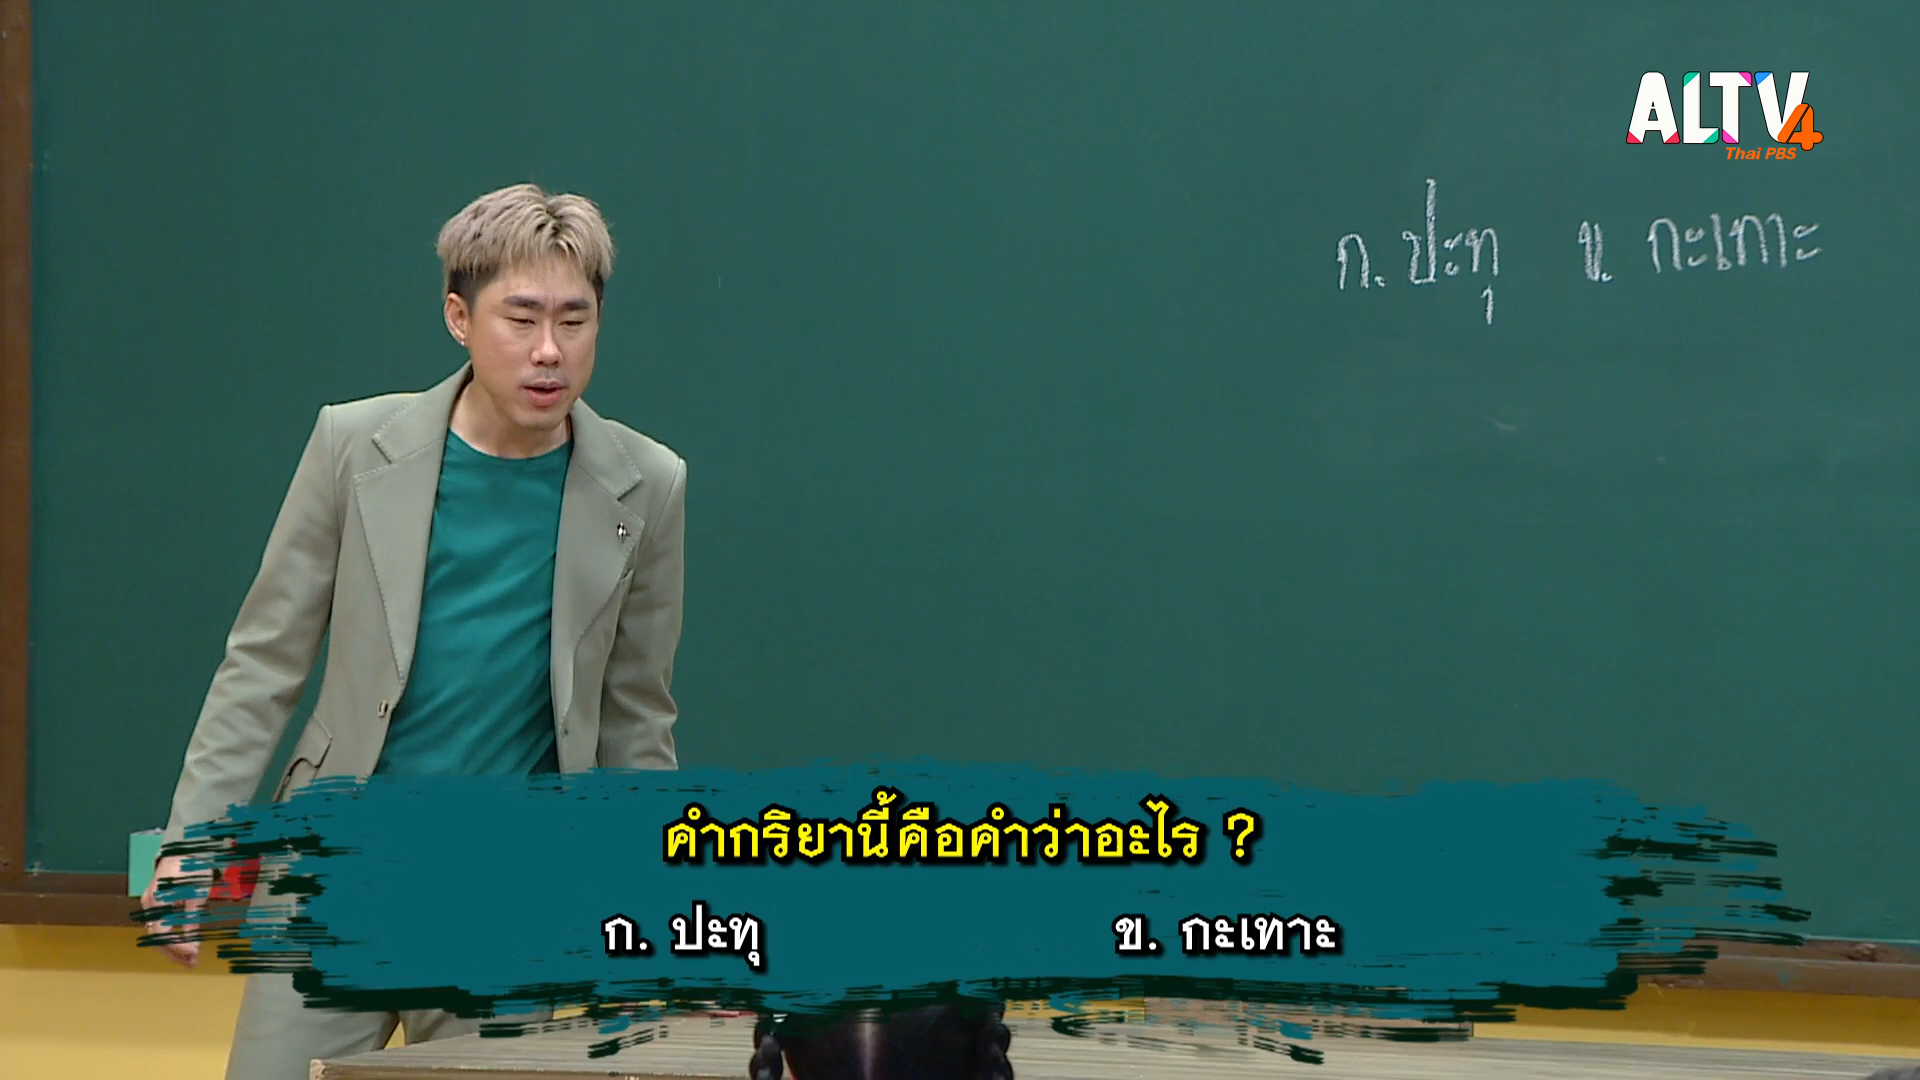 ALTV4
Thai PBS
ก. ปะทุ ข. กะเทาะ
คำกริยานี้คือคำว่าอะไร ?
ก. ปะทุ ข. กะเทาะ